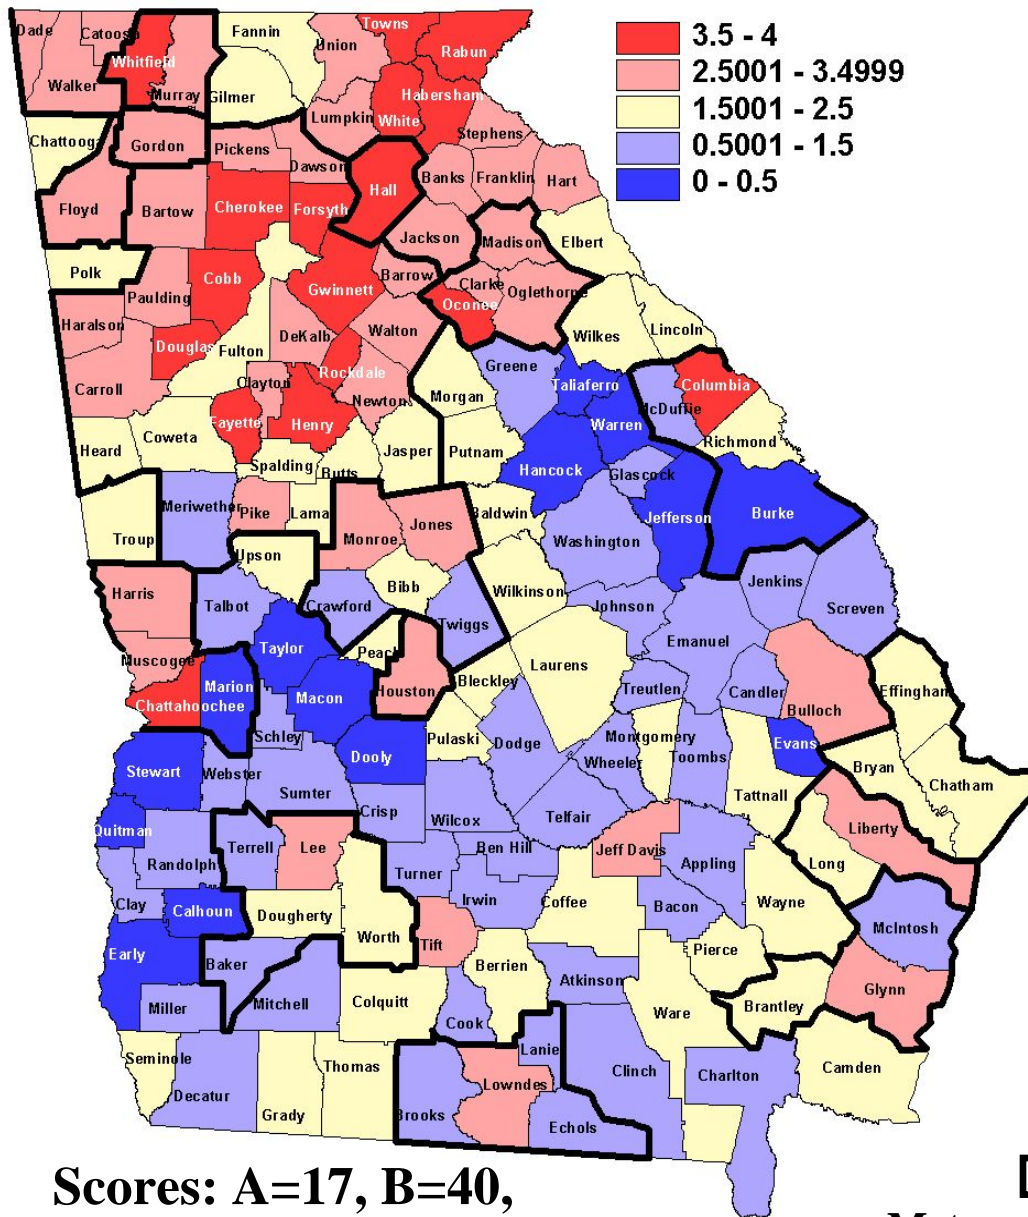 3.5 - 4
2.5001 - 3.4999
1.5001 - 2.5
0.5001 - 1.5
0 - 0.5
Dade
Catoosa
Whitfield
Fannin
Union
Towns
Rabun
Walker
Murray
Gilmer
Habersham
Lumpkin
White
Chattoog
Gordon
Pickens
Stephens
Dawson
Hall
Banks
Franklin
Hart
Floyd
Bartow
Cherokee
Forsyth
Jackson
Madison
Elbert
Polk
Cobb
Gwinnett
Barrow
Clarke
Oglethorpe
Oconee
Paulding
Haralson
DeKalb
Walton
Wilkes
Lincoln
Douglas
Fulton
Greene
Rockdale
Clayton
Carroll
Newton
Morgan
Taliaferro
Columbia
McDuffie
Fayette
Henry
Warren
Coweta
Heard
Jasper
Putnam
Richmond
Spalding
Butts
Hancock
Glascock
Meriwether
Pike
Lama
Baldwin
Jefferson
Burke
Troup
Monroe
Jones
Washington
Upson
Jenkins
Harris
Talbot
Crawford
Bibb
Wilkinson
Johnson
Screven
Twiggs
Emanuel
Taylor
Peach
Muscogee
Laurens
Marion
Macon
Houston
Bleckley
Treutlen
Candler
Effingham
Chattahoochee
Bulloch
Schley
Pulaski
Dodge
Montgomery
Evans
Dooly
Wheeler
Toombs
Stewart
Webster
Bryan
Chatham
Sumter
Tattnall
Crisp
Wilcox
Telfair
Quitman
Liberty
Terrell
Lee
Ben Hill
Jeff Davis
Randolph
Turner
Appling
Long
Clay
Calhoun
Dougherty
Irwin
Coffee
Bacon
Wayne
McIntosh
Worth
Tift
Early
Baker
Berrien
Pierce
Atkinson
Glynn
Miller
Mitchell
Colquitt
Brantley
Ware
Cook
Seminole
Lanie
Thomas
Clinch
Charlton
Camden
Decatur
Lowndes
Grady
Brooks
Echols
Scores: A=17, B=40,